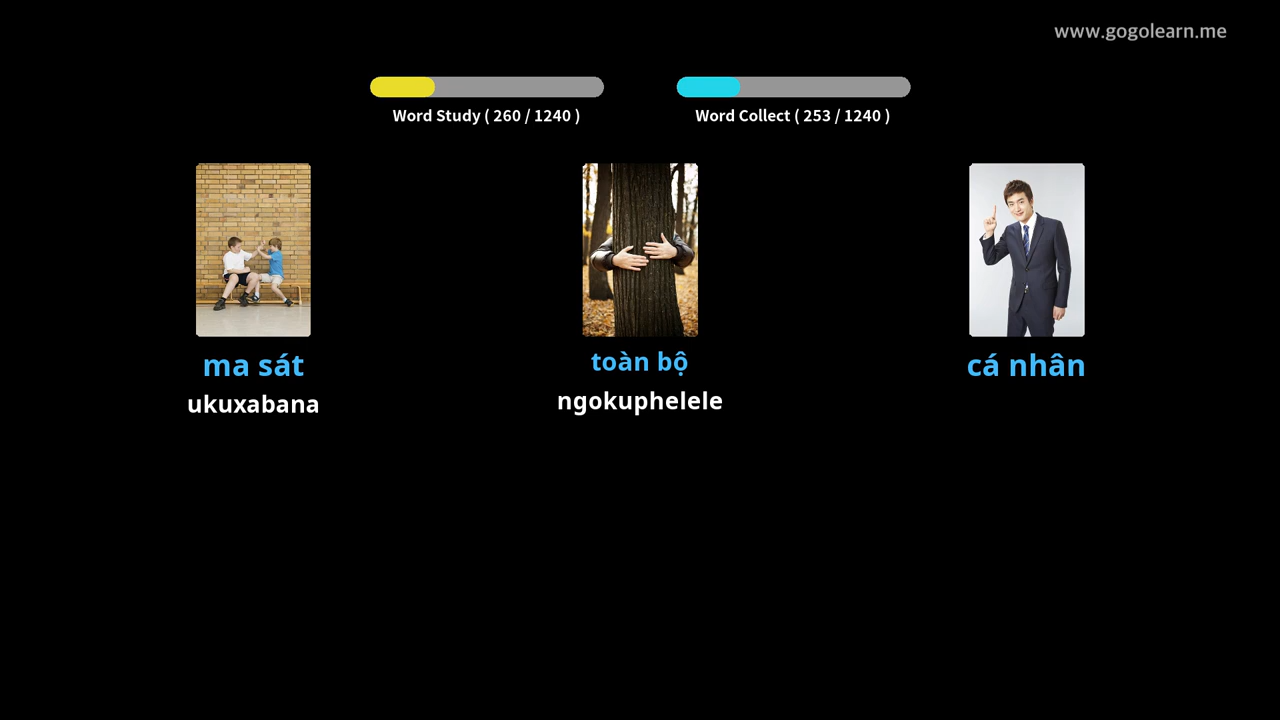 www.gogolearn.me
Word Study ( 260 / 1240 )
Word Collect ( 253 / 1240 )
ma sát
ukuxabana
toàn bộ
ngokuphelele
cá nhân